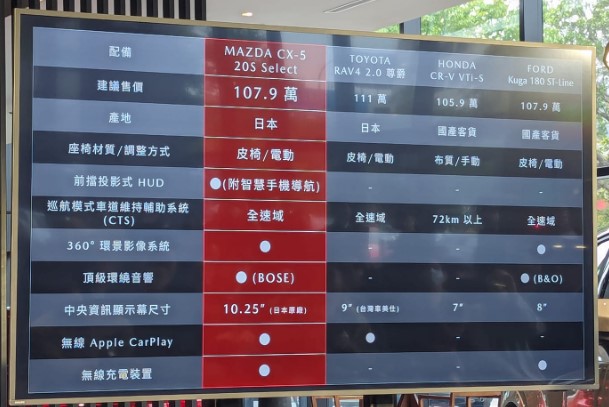 配備 MAZDA CX-5 20S Select TOYOTA RAV4 2.0 尊爵 HONDA CR-V VTi-S FORD Kuga 180 ST-Line
建議售價 107.9 萬 111 萬 105.9 萬 107.9 萬
產地 日本 日本 國產客貨 國產客貨
座椅材質/調整方式 皮椅/電動 皮椅/電動 布質/手動 皮椅/電動
前擋投影式 HUD ●(附智慧手機導航) - - -
巡航模式車道維持輔助系統 (CTS) 全速域 全速域 72km 以上 全速域
360° 環景影像系統 ● - - ●
頂級環繞音響 ● (BOSE) - - ● (B&O)
中央資訊顯示幕尺寸 10.25″ (日本原廠) 9″ (台灣車美仕) 7″ 8″
無線 Apple CarPlay ● ● - -
無線充電裝置 ● - - ●